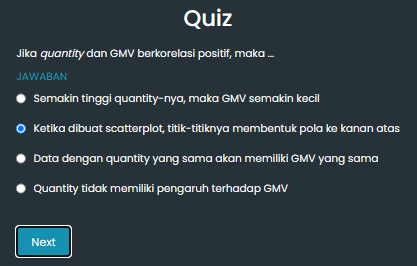 Quiz
Jika quantity dan GMV berkorelasi positif, maka ...
JAWABAN
Semakin tinggi quantity-nya, maka GMV semakin kecil
Ketika dibuat scatterplot, titik-titiknya membentuk pola ke kanan atas
Data dengan quantity yang sama akan memiliki GMV yang sama
Quantity tidak memiliki pengaruh terhadap GMV
Next